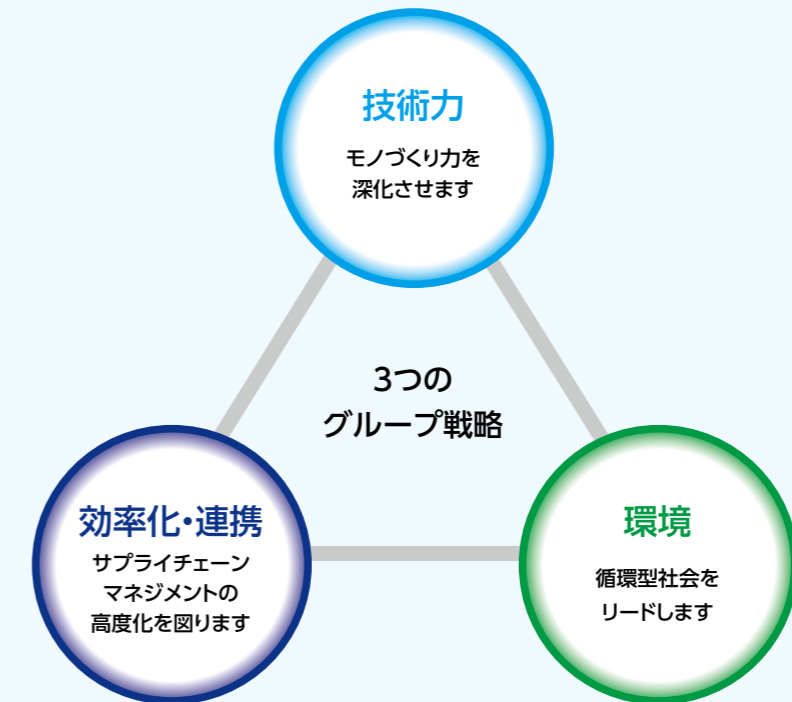 技術力
モノづくり力を
深化させます
3つの
グループ戦略
効率化・連携
サプライチェーン
マネジメントの
高度化を図ります
環境
循環型社会を
リードします